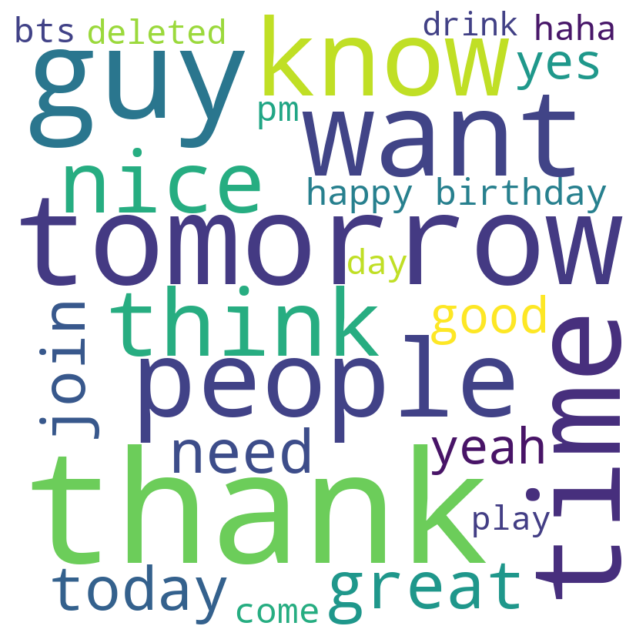 bts deleted drink haha
guy know yes
pm want
nice happy birthday
tomorrow
day
think good
join people time
need yeah
thank play
today great
come